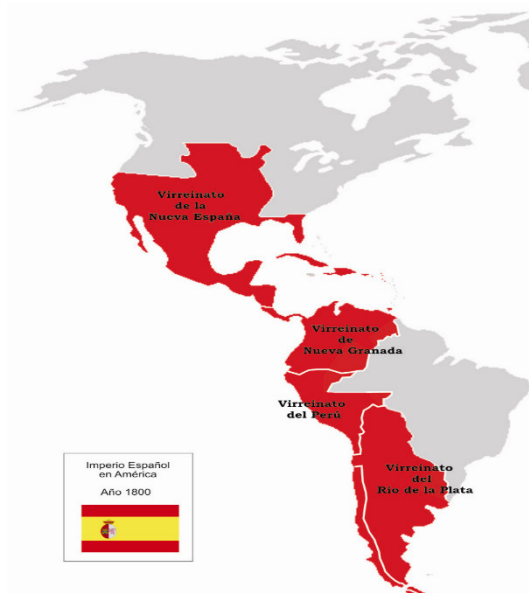 Virreinato
de la
Nueva España
Virreinato
de
Nueva Granada
Virreinato
del Perú
Virreinato
del
Río de la Plata
Imperio Español
en América
Año 1800